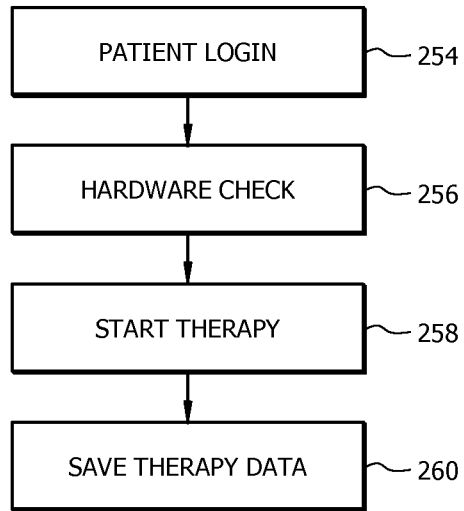 PATIENT LOGIN 254
HARDWARE CHECK 256
START THERAPY 258
SAVE THERAPY DATA 260